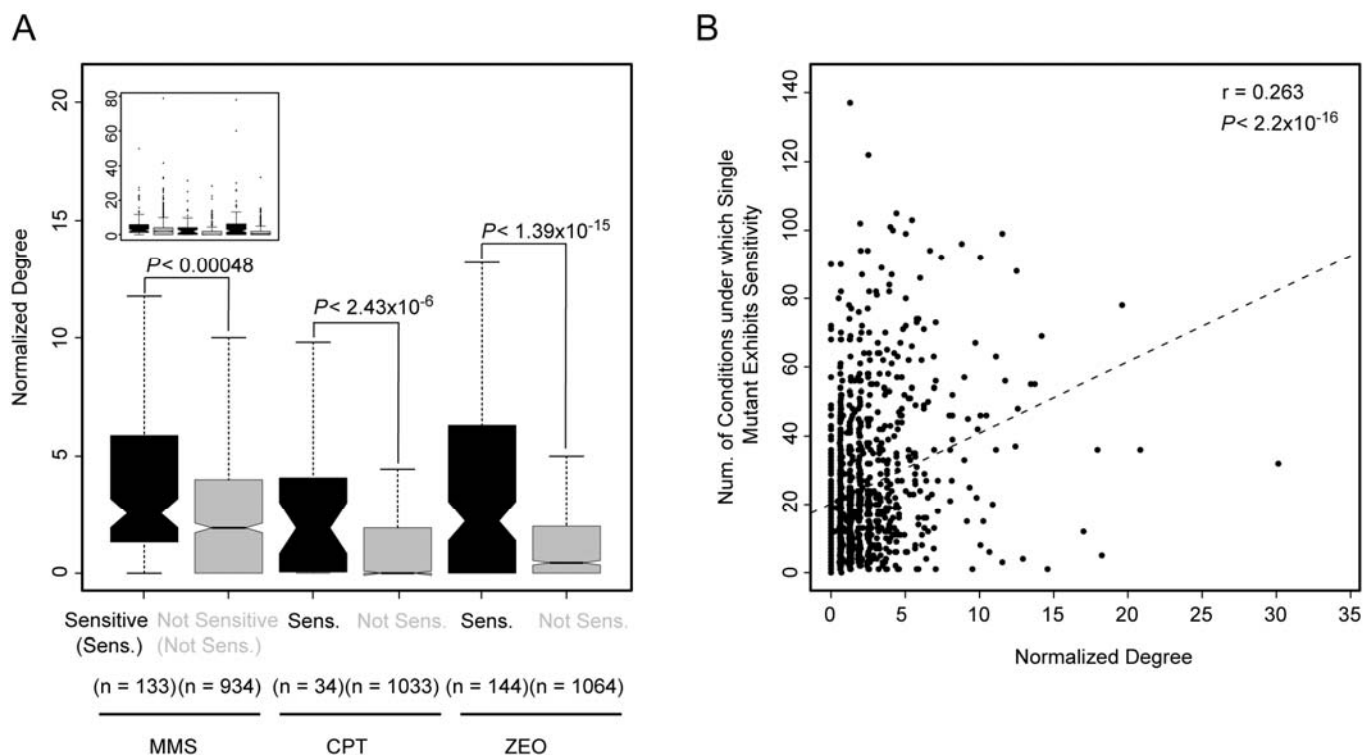 A
Normalized Degree
20
15
10
5
0
80
60
40
20
0
P< 0.00048
P< 2.43x10-6
P< 1.39x10-15
Sensitive (Sens.)
Not Sensitive (Not Sens.)
Sens.
Not Sens.
Sens.
Not Sens.
(n = 133)(n = 934) (n = 34)(n = 1033) (n = 144)(n = 1064)
MMS CPT ZEO
B
Num. of Conditions under which Single
Mutant Exhibits Sensitivity
140
120
100
80
60
40
20
0
r = 0.263
P< 2.2x10-16
0 5 10 15 20 25 30 35
Normalized Degree